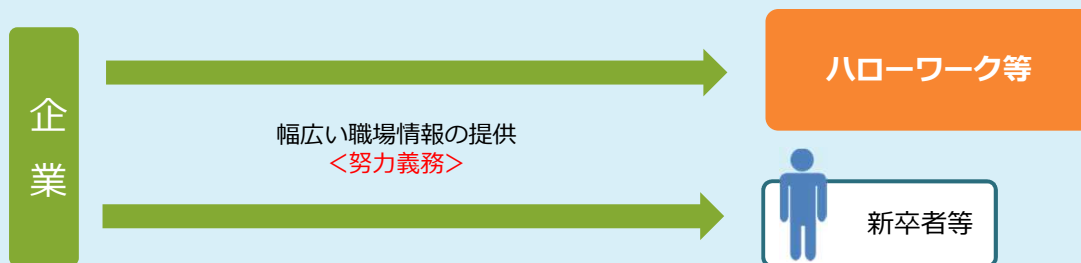 企業
ハローワーク等
幅広い職場情報の提供
<努力義務>
新卒者等